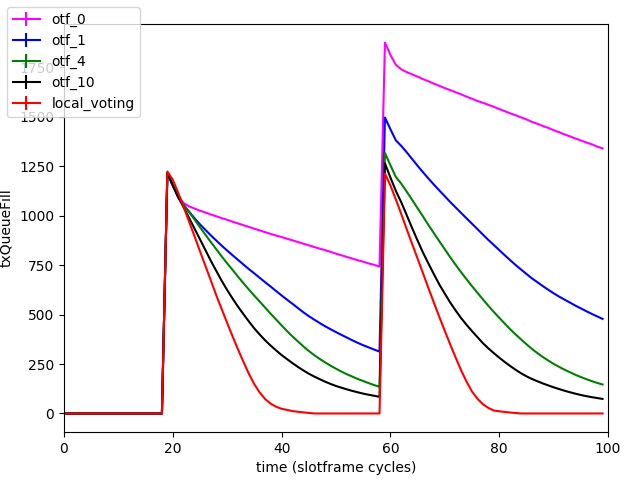 otf_0
otf_1
otf_4
otf_10
local_voting
1750
1500
1250
1000
750
500
250
0
txQueueFill
0 20 40 60 80 100
time (slotframe cycles)